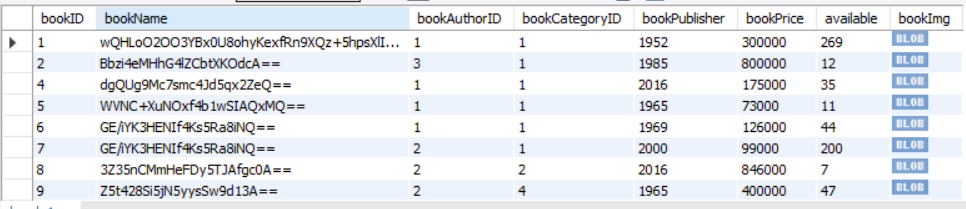 bookID bookName bookAuthorID bookCategoryID bookPublisher bookPrice available bookImg
1 wQHLoO2OO3YBx0U8ohyKexfRn9XQz+5hpsXlI... 1 1 1952 300000 269 BLOB
2 Bbzi4eMHhG4lZCbtXKOdcA== 3 1 1985 800000 12 BLOB
4 dgQUg9Mc7smc4Jd5qx2ZeQ== 1 1 2016 175000 35 BLOB
5 WVNC+XuNOxf4b1wSIAQxMQ== 1 1 1965 73000 11 BLOB
6 GE/iYK3HENIf4Ks5Ra8iNQ== 1 1 1969 126000 44 BLOB
7 GE/iYK3HENIf4Ks5Ra8iNQ== 2 1 2000 99000 200 BLOB
8 3Z35nCMmHeFDy5TJAfgc0A== 2 2 2016 846000 7 BLOB
9 Z5t428Si5jN5yysSw9d13A== 2 4 1965 400000 47 BLOB